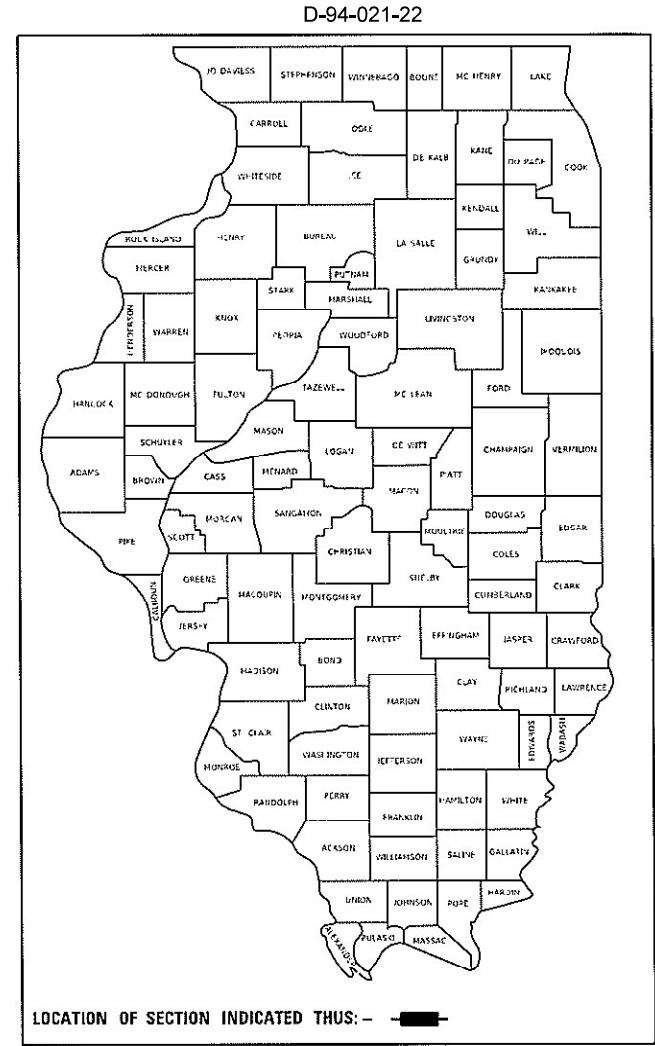 D-94-021-22
JO DAVIESS STEPHENSON WINNEBAGO BOONE MC HENRY LAKE
CARROLL OGLE
DE KALB KANE DU PAGE COOK
WHITESIDE LEE
KENDALL
ROCK ISLAND HENRY BUREAU LA SALLE WILL
GRUNDY
MERCER PUTNAM
STARK MARSHALL KANKAKEE
HENDERSON WARREN KNOX PEORIA WOODFORD LIVINGSTON
IROQUOIS
HANCOCK MC DONOUGH FULTON TAZEWELL MC LEAN FORD
MASON
SCHUYLER LOGAN DE WITT CHAMPAIGN VERMILION
ADAMS BROWN CASS MENARD PIATT
MACON
MORGAN SANGAMON DOUGLAS
PIKE SCOTT CHRISTIAN MOULTRIE EDGAR
COLES
GREENE SHELBY
CALHOUN MACOUPIN MONTGOMERY CUMBERLAND CLARK
JERSEY FAYETTE EFFINGHAM JASPER CRAWFORD
MADISON BOND
CLAY RICHLAND LAWRENCE
CLINTON MARION
ST. CLAIR WAYNE EDWARDS WABASH
MONROE WASHINGTON JEFFERSON
RANDOLPH PERRY HAMILTON WHITE
FRANKLIN
JACKSON WILLIAMSON SALINE GALLATIN
UNION JOHNSON POPE HARDIN
ALEXANDER PULASKI MASSAC
LOCATION OF SECTION INDICATED THUS: –